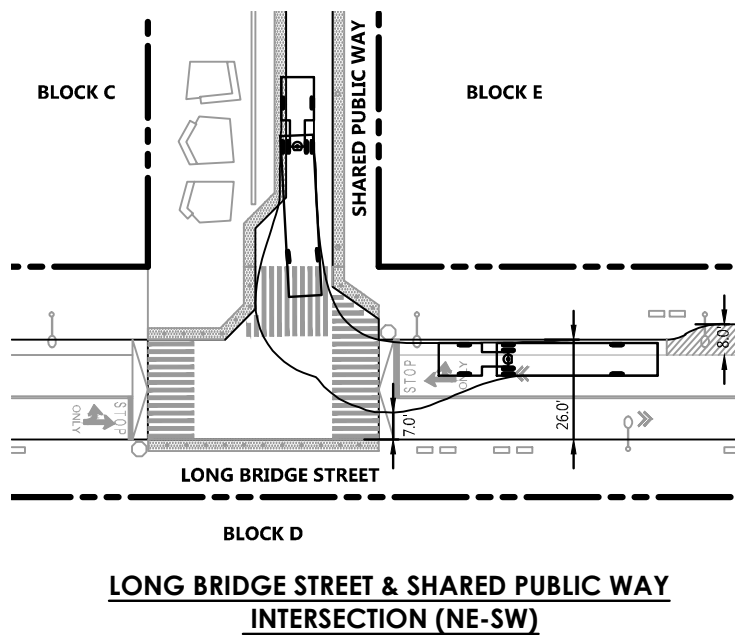 BLOCK C
SHARED PUBLIC WAY
BLOCK E
8.0'
STOP
ONLY
ONLY
STOP
7.0'
26.0'
LONG BRIDGE STREET
BLOCK D
LONG BRIDGE STREET & SHARED PUBLIC WAY
INTERSECTION (NE-SW)